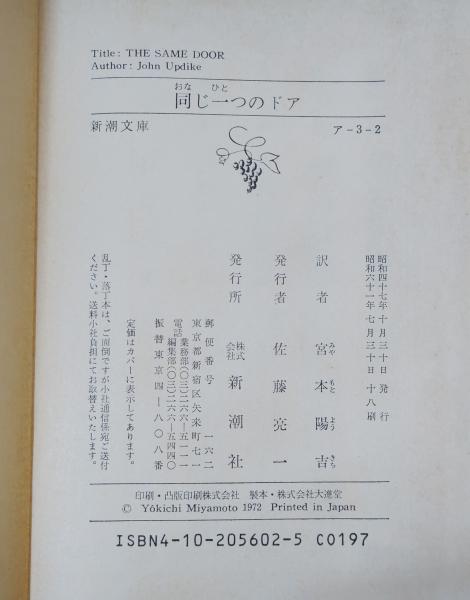 Title: THE SAME DOOR
Author: John Updike
おな ひと
同じ一つのドア
新潮文庫
ア-3-2
昭和四十七年十月三十日 発行
昭和六十一年七月三十日 十八刷
訳者 宮本陽吉
みや もと よう きち
発行者 佐藤亮一
発行所 株式会社 新潮社
郵便番号 一六二
東京都新宿区矢来町七一
電話 業務部(〇三)二六六-五一一一
編集部(〇三)二六六-五四四〇
振替東京四-八〇八番
定価はカバーに表示してあります。
乱丁・落丁本は、ご面倒ですが小社通信係宛ご送付
ください。送料小社負担にてお取替えいたします。
印刷・凸版印刷株式会社 製本・株式会社大進堂
© Yôkichi Miyamoto 1972 Printed in Japan
ISBN4-10-205602-5 C0197